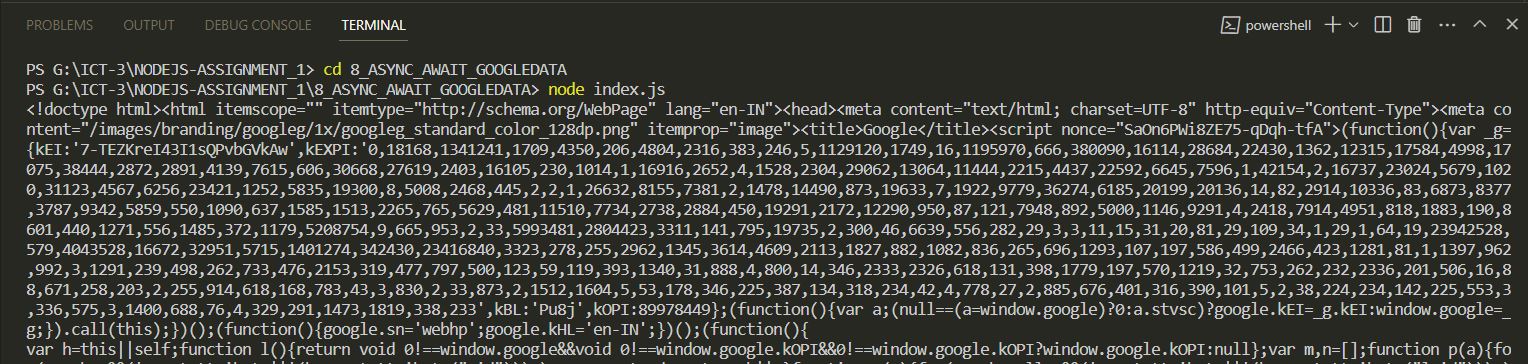 PROBLEMS OUTPUT DEBUG CONSOLE TERMINAL powershell
PS G:\ICT-3\NODEJS-ASSIGNMENT_1> cd 8_ASYNC_AWAIT_GOOGLEDATA
PS G:\ICT-3\NODEJS-ASSIGNMENT_1\8_ASYNC_AWAIT_GOOGLEDATA> node index.js
<!doctype html><html itemscope="" itemtype="http://schema.org/WebPage" lang="en-IN"><head><meta content="text/html; charset=UTF-8" http-equiv="Content-Type"><meta co
ntent="/images/branding/googleg/1x/googleg_standard_color_128dp.png" itemprop="image"><title>Google</title><script nonce="SaOn6PWi8ZE75-qDqh-tfA">(function(){var _g=
{kEI:'7-TEZKreI43I1sQPvbGVkAw',kEXPI:'0,18168,1341241,1709,4350,206,4804,2316,383,246,5,1129120,1749,16,1195970,666,380090,16114,28684,22430,1362,12315,17584,4998,17
075,38444,2872,2891,4139,7615,606,30668,27619,2403,16105,230,1014,1,16916,2652,4,1528,2304,29062,13064,11444,2215,4437,22592,6645,7596,1,42154,2,16737,23024,5679,102
0,31123,4567,6256,23421,1252,5835,19300,8,5008,2468,445,2,2,1,26632,8155,7381,2,1478,14490,873,19633,7,1922,9779,36274,6185,20199,20136,14,82,2914,10336,83,6873,8377
,3787,9342,5859,550,1090,637,1585,1513,2265,765,5629,481,11510,7734,2738,2884,450,19291,2172,12290,950,87,121,7948,892,5000,1146,9291,4,2418,7914,4951,818,1883,190,8
601,440,1271,556,1485,372,1179,5208754,9,665,953,2,33,5993481,2804423,3311,141,795,19735,2,300,46,6639,556,282,29,3,3,11,15,31,20,81,29,109,34,1,29,1,64,19,23942528,
579,4043528,16672,32951,5715,1401274,342430,23416840,3323,278,255,2962,1345,3614,4609,2113,1827,882,1082,836,265,696,1293,107,197,586,499,2466,423,1281,81,1,1397,962
,992,3,1291,239,498,262,733,476,2153,319,477,797,500,123,59,119,393,1340,31,888,4,800,14,346,2333,2326,618,131,398,1779,197,570,1219,32,753,262,232,2336,201,506,16,8
8,671,258,203,2,255,914,618,168,783,43,3,830,2,33,873,2,1512,1604,5,53,178,346,225,387,134,318,234,42,4,778,27,2,885,676,401,316,390,101,5,2,38,224,234,142,225,553,3
,336,575,3,1400,688,76,4,329,291,1473,1819,338,233',kBL:'Pu8j',kOPI:89978449};(function(){var a;(null==(a=window.google)?0:a.stvsc)?google.kEI=_g.kEI:window.google=_
g;}).call(this);})();(function(){google.sn='webhp';google.kHL='en-IN';})();(function(){
var h=this||self;function l(){return void 0!==window.google&&void 0!==window.google.kOPI&&0!==window.google.kOPI?window.google.kOPI:null};var m,n=[];function p(a){fo